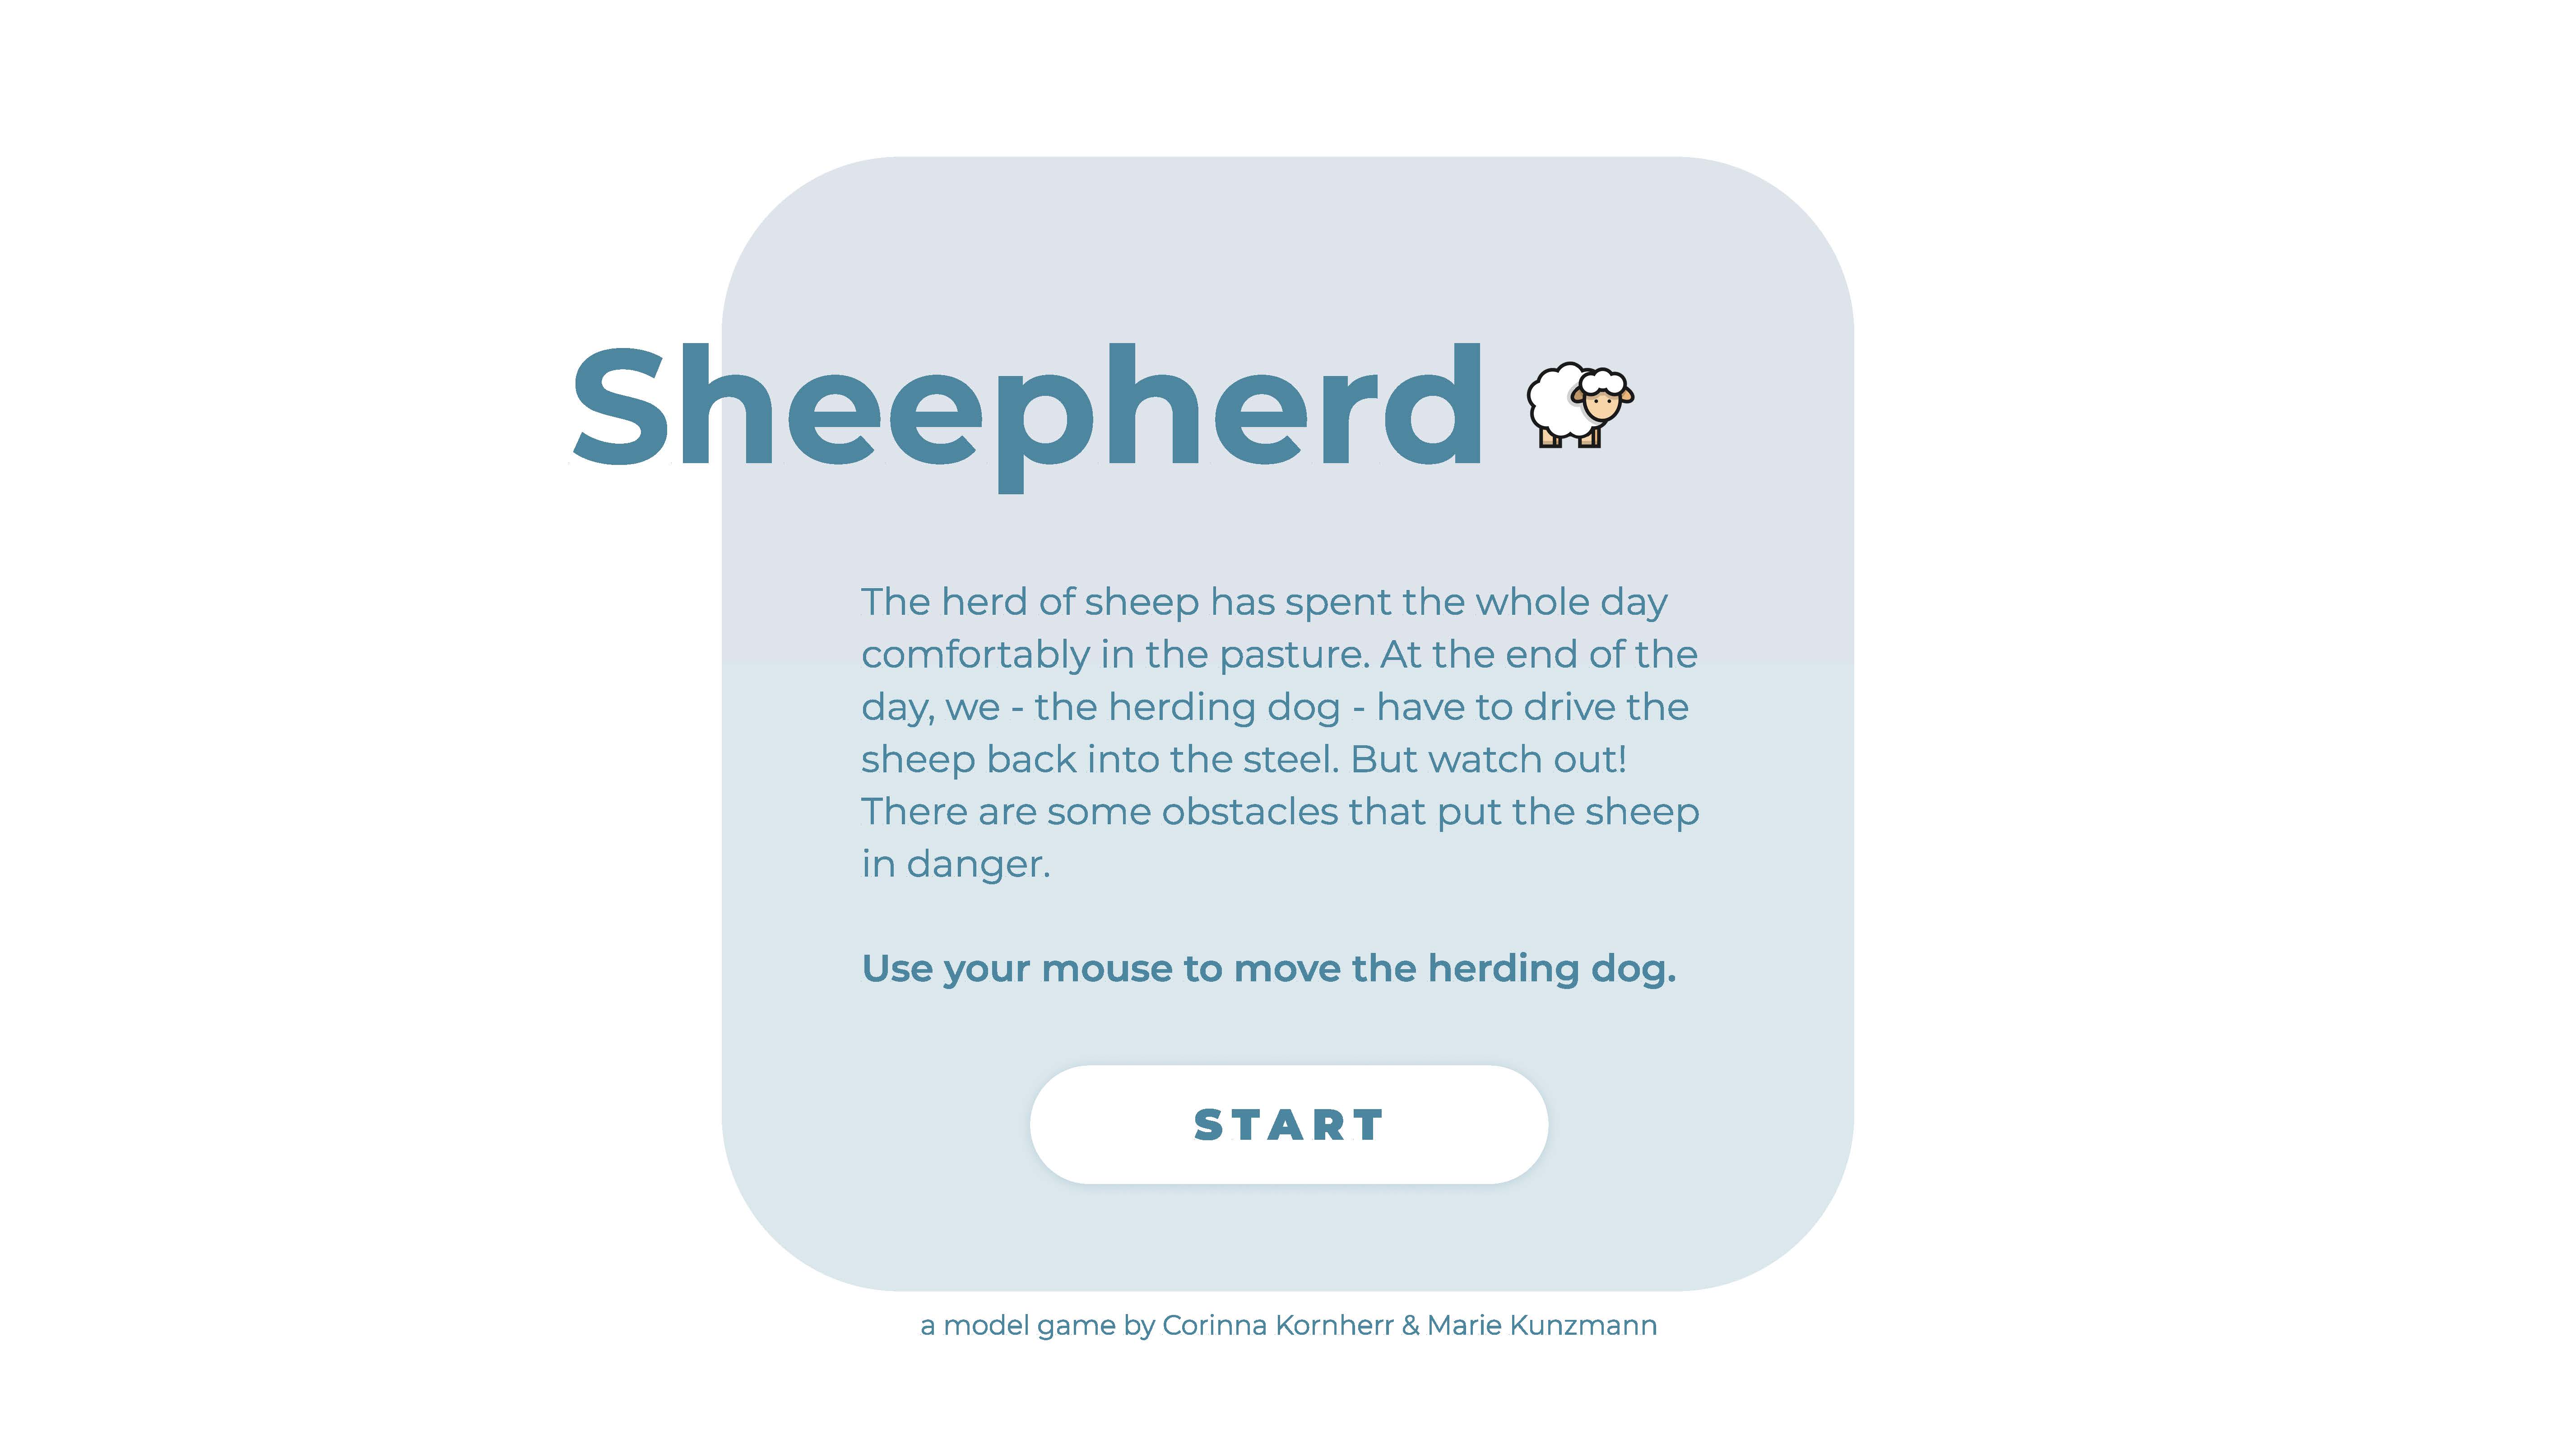 Sheepherd
The herd of sheep has spent the whole day
comfortably in the pasture. At the end of the
day, we - the herding dog - have to drive the
sheep back into the steel. But watch out!
There are some obstacles that put the sheep
in danger.
Use your mouse to move the herding dog.
START
a model game by Corinna Kornherr & Marie Kunzmann